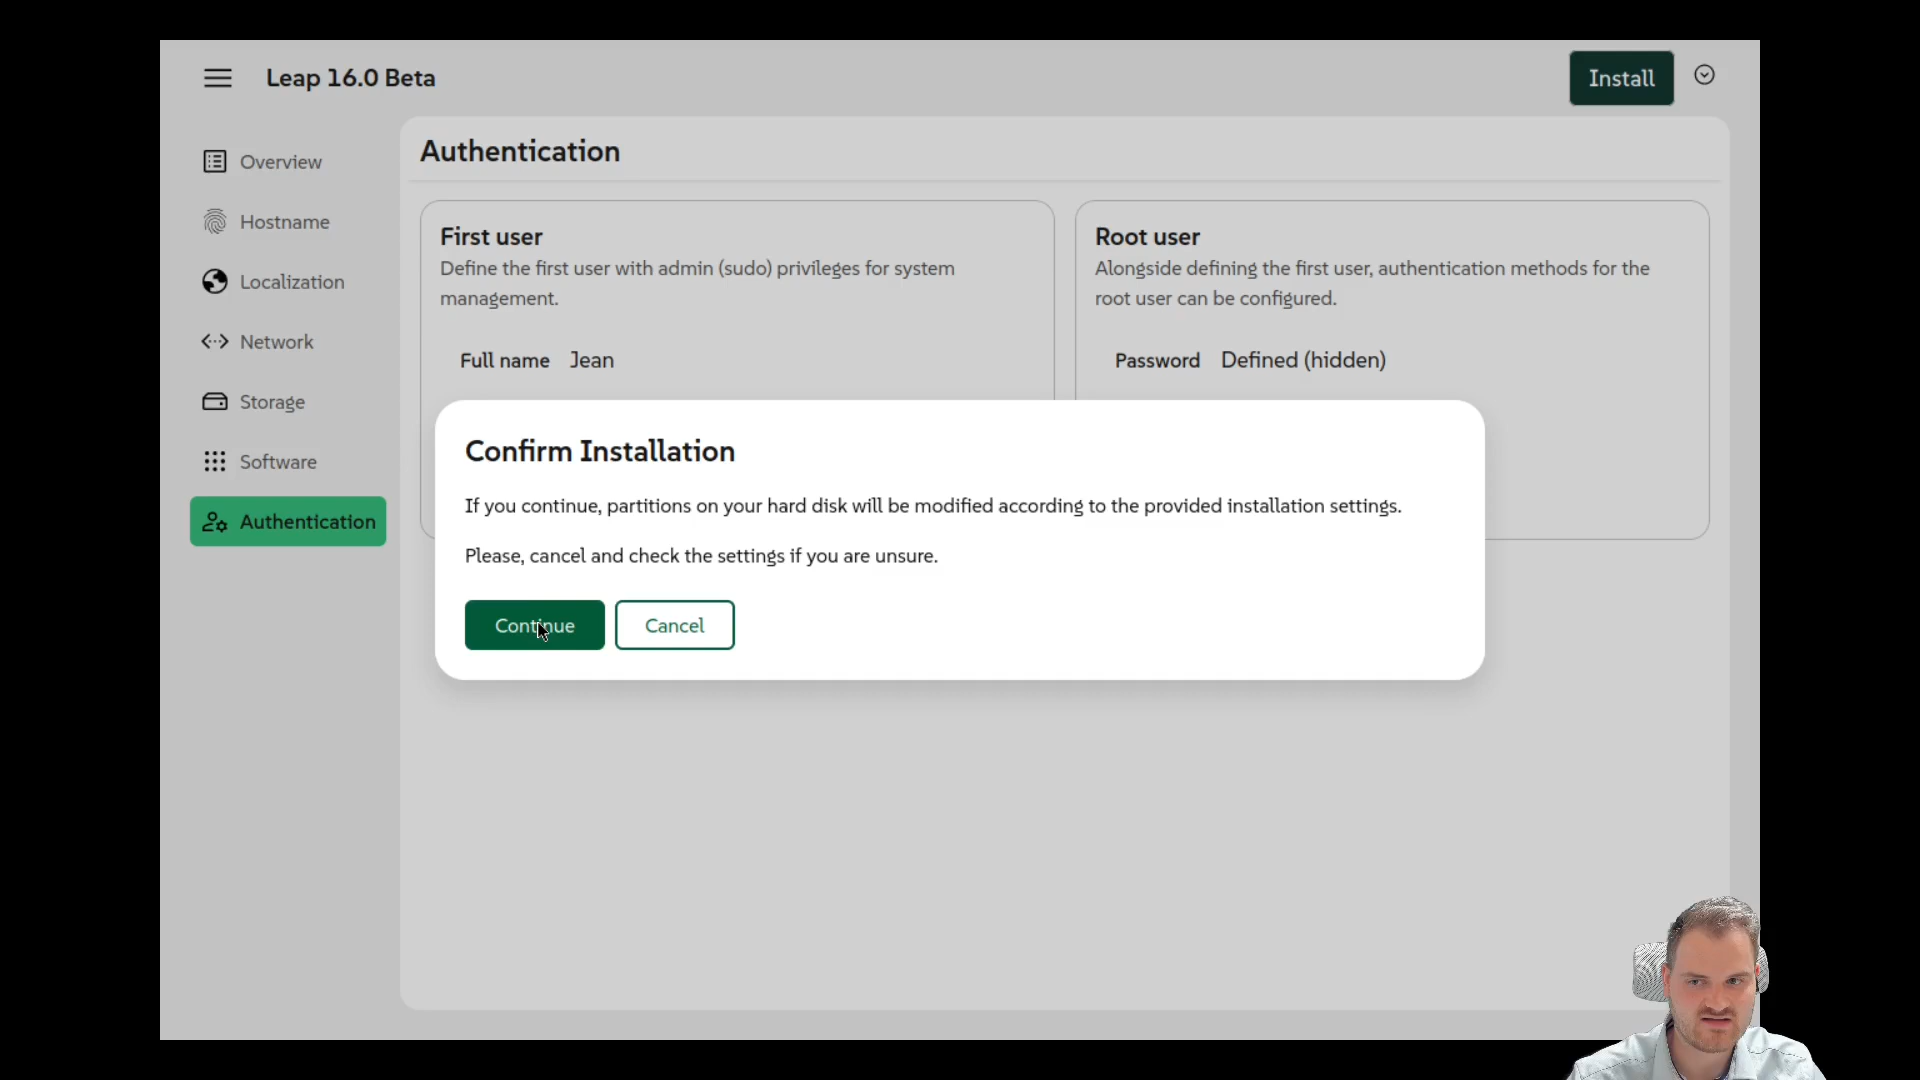 Leap 16.0 Beta
Install
Overview
Hostname
Localization
Network
Storage
Software
Authentication
Authentication
First user
Define the first user with admin (sudo) privileges for system
management.
Full name Jean
Root user
Alongside defining the first user, authentication methods for the
root user can be configured.
Password Defined (hidden)
Confirm Installation
If you continue, partitions on your hard disk will be modified according to the provided installation settings.
Please, cancel and check the settings if you are unsure.
Continue
Cancel